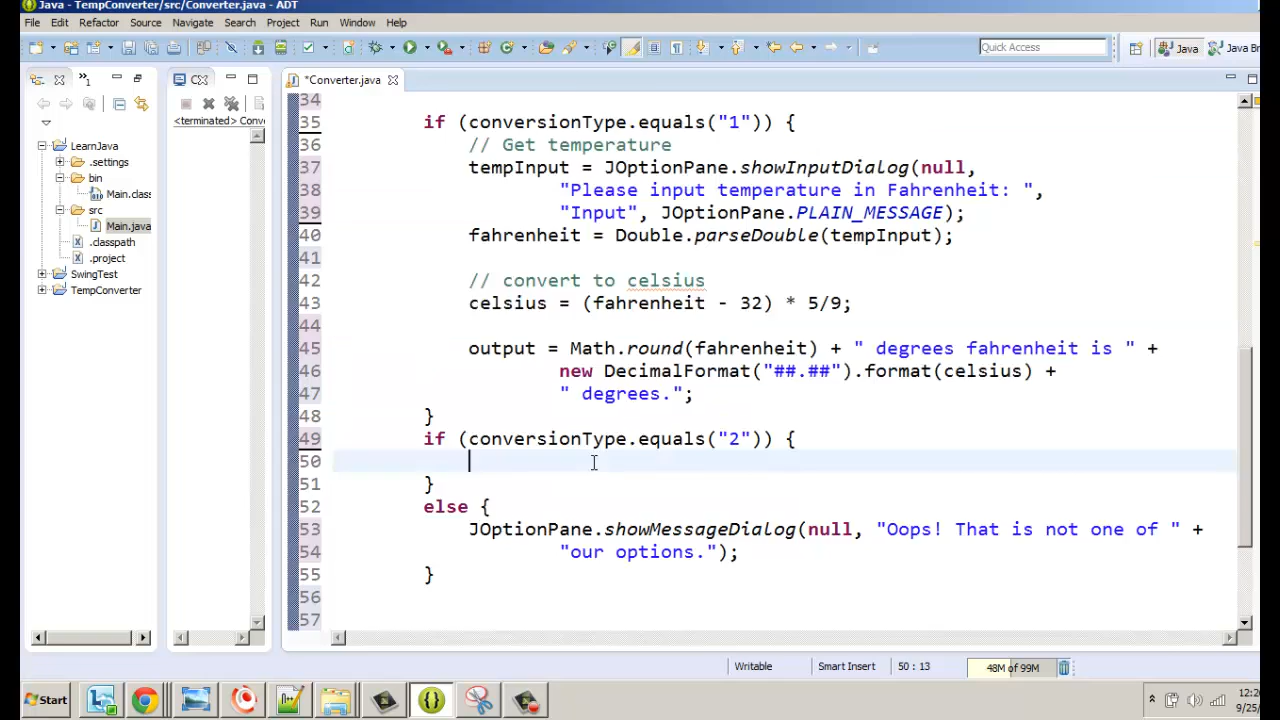 Java - TempConverter/src/Converter.java - ADT
File Edit Refactor Source Navigate Search Project Run Window Help
Quick Access
Java
Java Br
*Converter.java
<terminated> Conv
LearnJava
.settings
bin
Main.class
src
Main.java
.classpath
.project
SwingTest
TempConverter
34
35 if (conversionType.equals("1")) {
36 // Get temperature
37 tempInput = JOptionPane.showInputDialog(null,
38 "Please input temperature in Fahrenheit: ",
39 "Input", JOptionPane.PLAIN_MESSAGE);
40 fahrenheit = Double.parseDouble(tempInput);
41
42 // convert to celsius
43 celsius = (fahrenheit - 32) * 5/9;
44
45 output = Math.round(fahrenheit) + " degrees fahrenheit is " +
46 new DecimalFormat("##.##").format(celsius) +
47 " degrees.";
48 }
49 if (conversionType.equals("2")) {
50
51 }
52 else {
53 JOptionPane.showMessageDialog(null, "Oops! That is not one of " +
54 "our options.");
55 }
56
57
Writable Smart Insert 50 : 13 48M of 99M
Start
12:20
9/25/